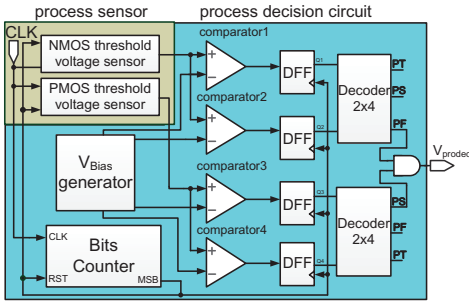 process sensor
process decision circuit
CLK
NMOS threshold
voltage sensor
PMOS threshold
voltage sensor
comparator1
+
−
DFF
Q1
Decoder
2x4
PT
PS
PF
comparator2
+
−
DFF
Q2
VBias
generator
Vprodec
comparator3
+
−
DFF
Q3
Decoder
2x4
PS
PF
PT
comparator4
+
−
DFF
Q4
CLK
Bits
Counter
RST
MSB